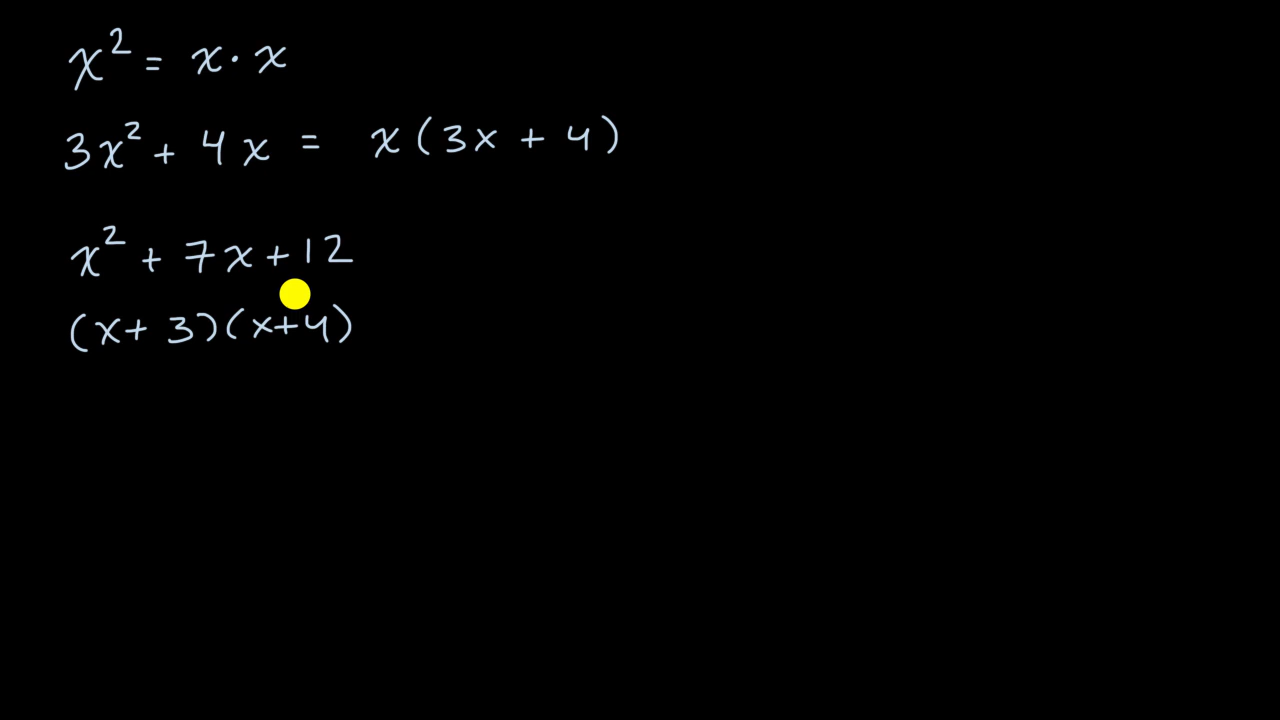 x² = x · x
3x² + 4x = x(3x + 4)
x² + 7x + 12
(x + 3)(x + 4)